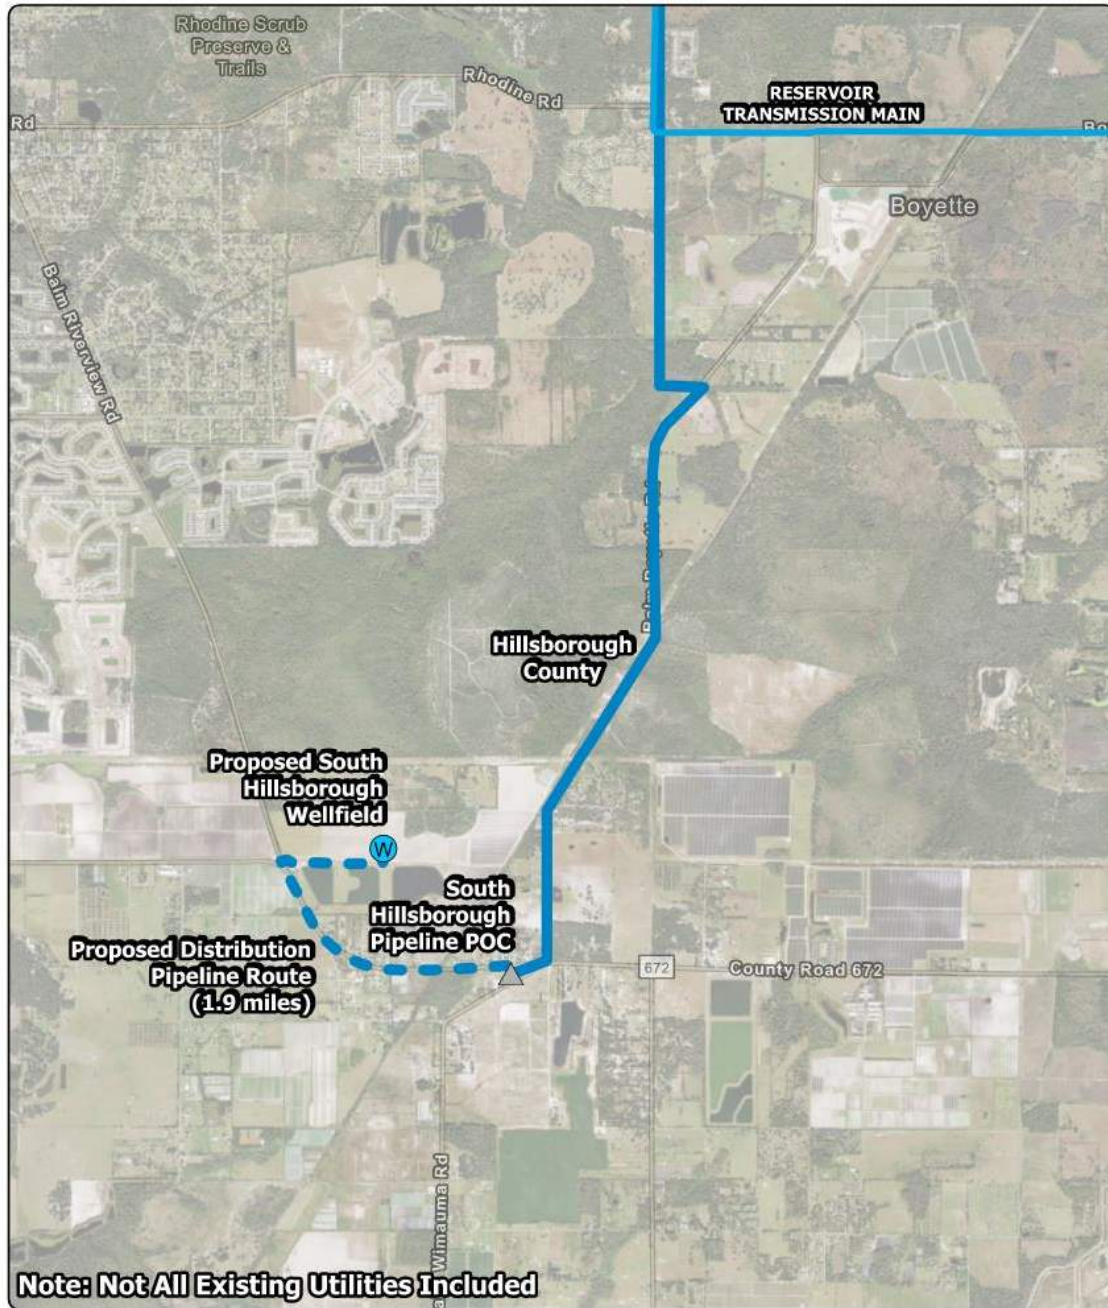 Rhodine Scrub
Preserve &
Trails
Rhodine Rd
RESERVOIR
TRANSMISSION MAIN
Rd
Bo
Boyette
Balm Riverview Rd
Hillsborough
County
Proposed South
Hillsborough
Wellfield
W
South
Hillsborough
Pipeline POC
Proposed Distribution
Pipeline Route
(1.9 miles)
672
County Road 672
Wimauma Rd
Note: Not All Existing Utilities Included